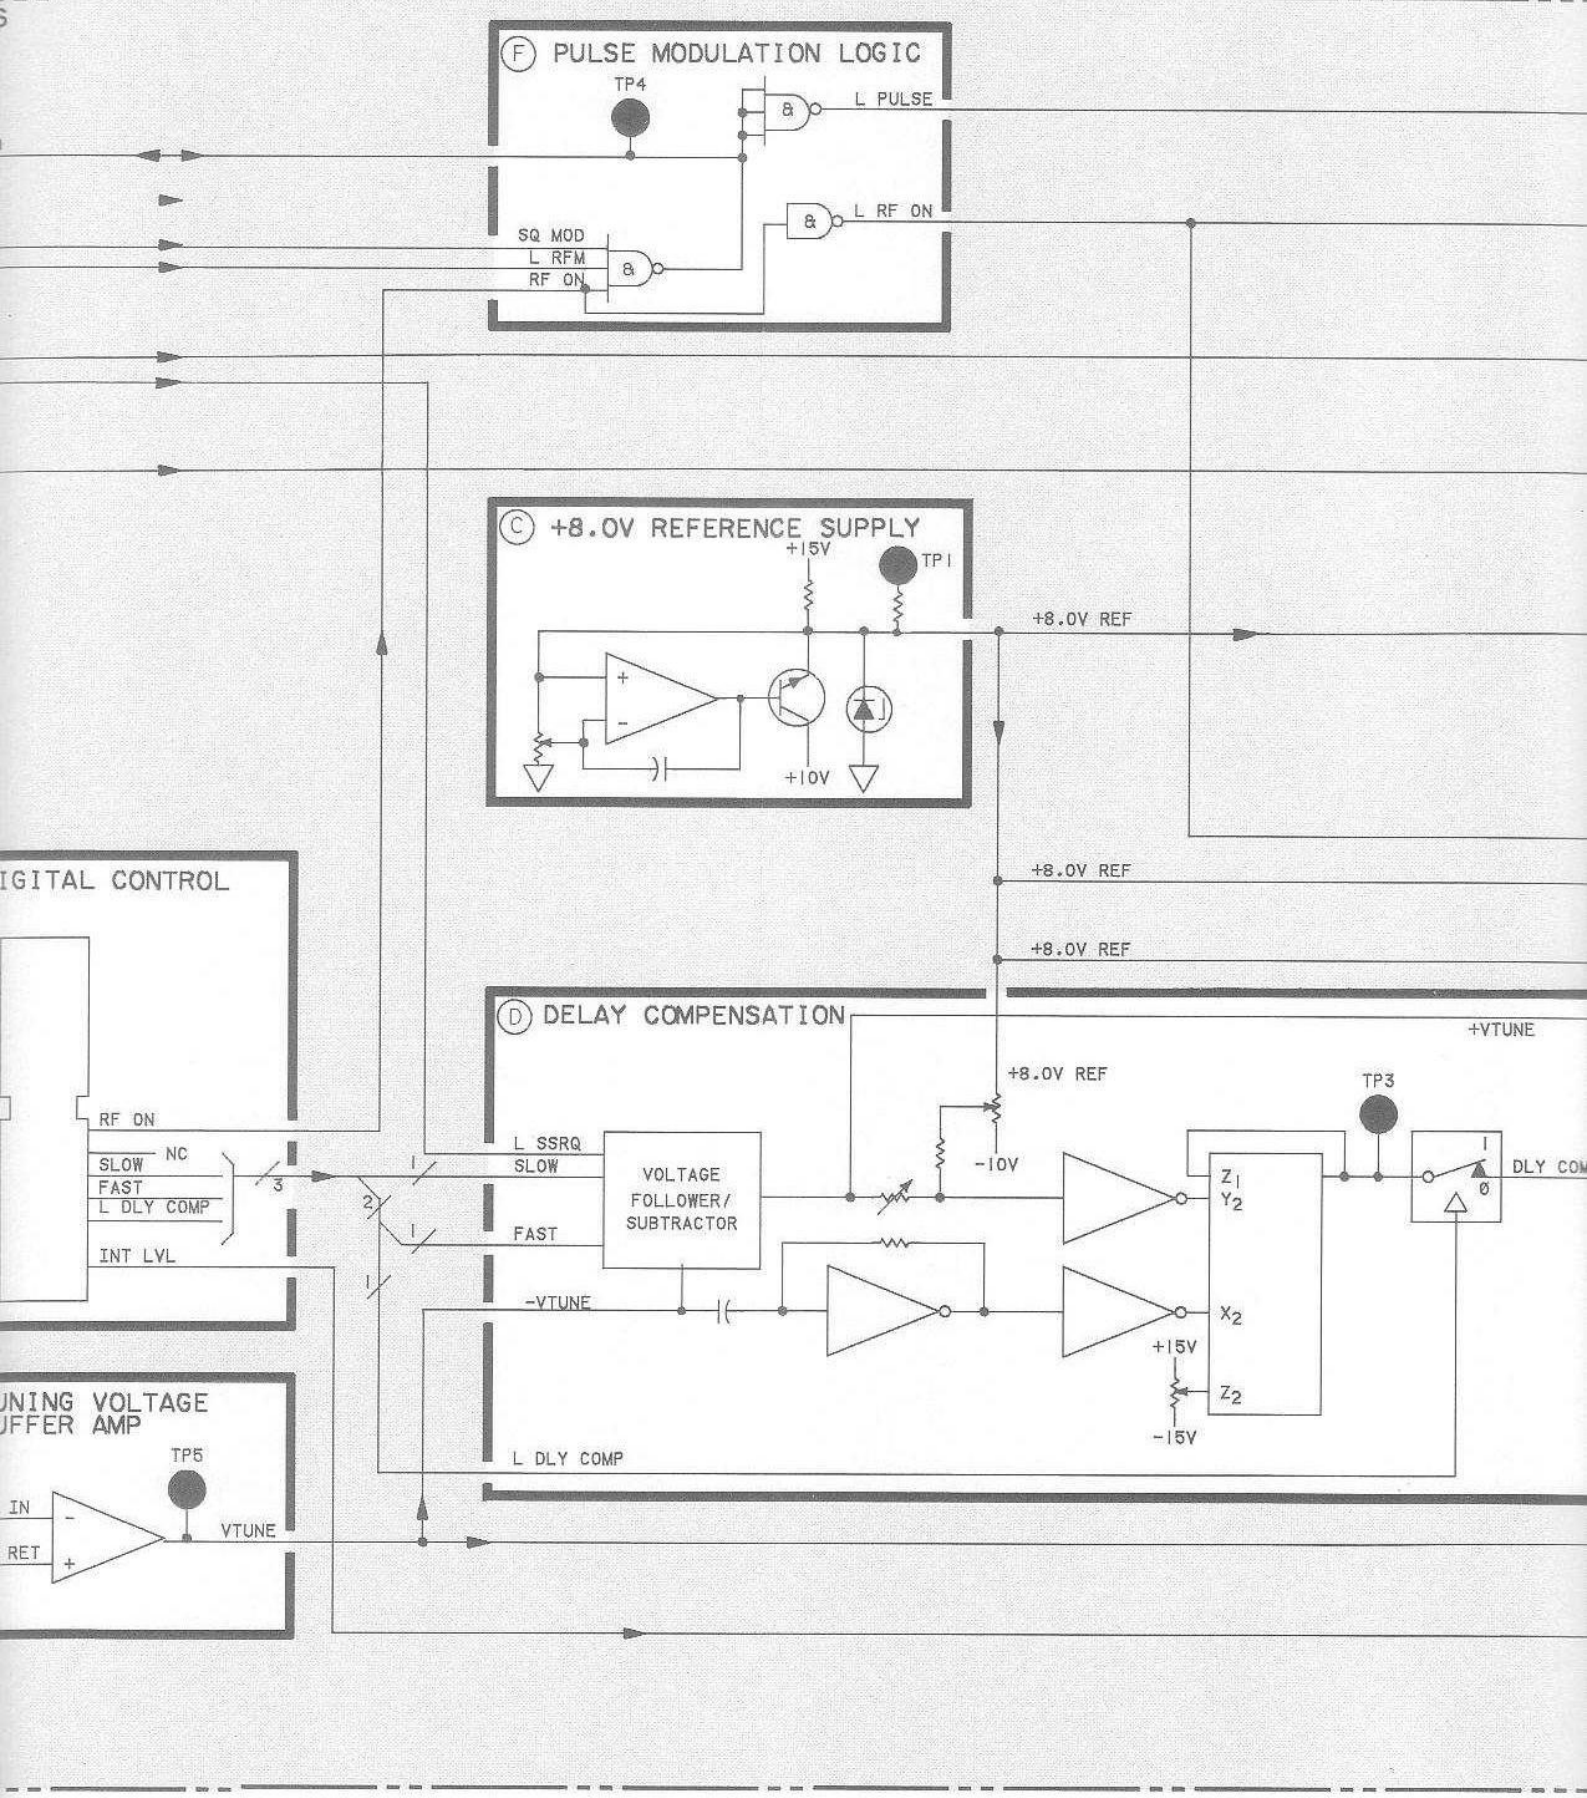 S
F PULSE MODULATION LOGIC
TP4
&
L PULSE
&
L RF ON
SQ MOD
L RFM
RF ON
&
C +8.0V REFERENCE SUPPLY
+15V
TP1
+
-
+10V
+8.0V REF
+8.0V REF
+8.0V REF
IGITAL CONTROL
RF ON
NC
SLOW
FAST
L DLY COMP
INT LVL
3
1
2
1
1
D DELAY COMPENSATION
+VTUNE
+8.0V REF
-10V
L SSRQ
SLOW
FAST
VOLTAGE
FOLLOWER/
SUBTRACTOR
-VTUNE
Z1
Y2
X2
Z2
+15V
-15V
TP3
1
0
DLY COM
L DLY COMP
UNING VOLTAGE
UFFER AMP
TP5
IN
-
RET
+
VTUNE